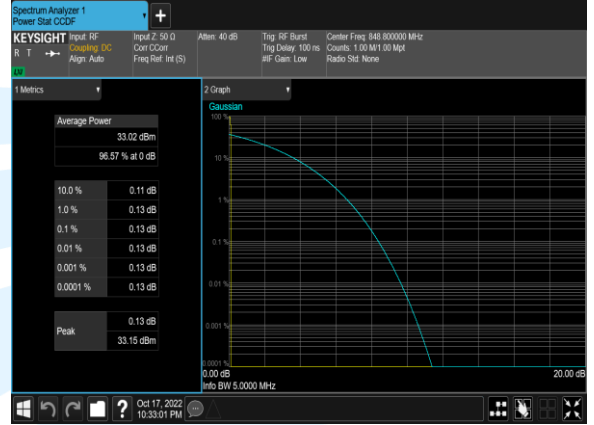 Spectrum Analyzer 1
Power Stat CCDF
KEYSIGHT
R T
LW
Input: RF
Coupling: DC
Align: Auto
Input Z: 50 Ω
Corr CCorr
Freq Ref: Int (S)
Atten: 40 dB
Trig: RF Burst
Trig Delay: 100 ns
#IF Gain: Low
Center Freq: 848.800000 MHz
Counts: 1.00 M/1.00 Mpt
Radio Std: None
1 Metrics
Average Power
33.02 dBm
96.57 % at 0 dB
10.0 % 0.11 dB
1.0 % 0.13 dB
0.1 % 0.13 dB
0.01 % 0.13 dB
0.001 % 0.13 dB
0.0001 % 0.13 dB
Peak
0.13 dB
33.15 dBm
2 Graph
Gaussian
100 %
10 %
1 %
0.1 %
0.01 %
0.001 %
0.0001 %
0.00 dB 20.00 dB
Info BW 5.0000 MHz
Oct 17, 2022
10:33:01 PM